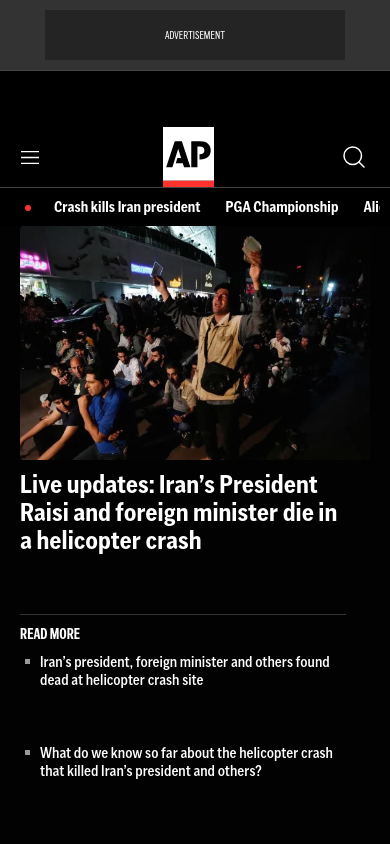 ADVERTISEMENT
AP
Crash kills Iran president PGA Championship Ali
Live updates: Iran’s President
Raisi and foreign minister die in
a helicopter crash
READ MORE
Iran’s president, foreign minister and others found
dead at helicopter crash site
What do we know so far about the helicopter crash
that killed Iran’s president and others?